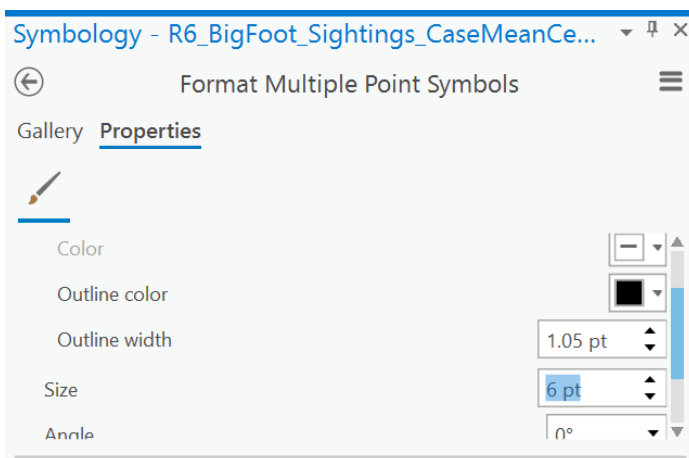 Symbology - R6_BigFoot_Sightings_CaseMeanCe...
Format Multiple Point Symbols
Gallery Properties
Color
Outline color
Outline width 1.05 pt
Size 6 pt
Angle 0°